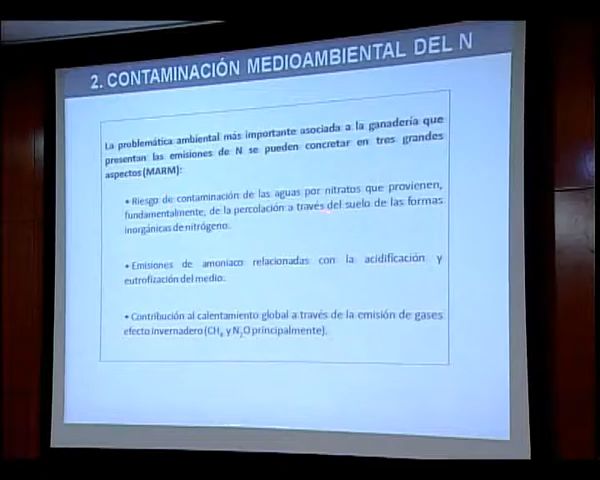 2. CONTAMINACIÓN MEDIOAMBIENTAL DEL N
La problemática ambiental más importante asociada a la ganadería que
presentan las emisiones de N se pueden concretar en tres grandes
aspectos (MARM):
• Riesgo de contaminación de las aguas por nitratos que provienen,
fundamentalmente, de la percolación a través del suelo de las formas
inorgánicas de nitrógeno.
• Emisiones de amoniaco relacionadas con la acidificación y
eutrofización del medio.
• Contribución al calentamiento global a través de la emisión de gases
efecto invernadero (CH₄ y N₂O principalmente).